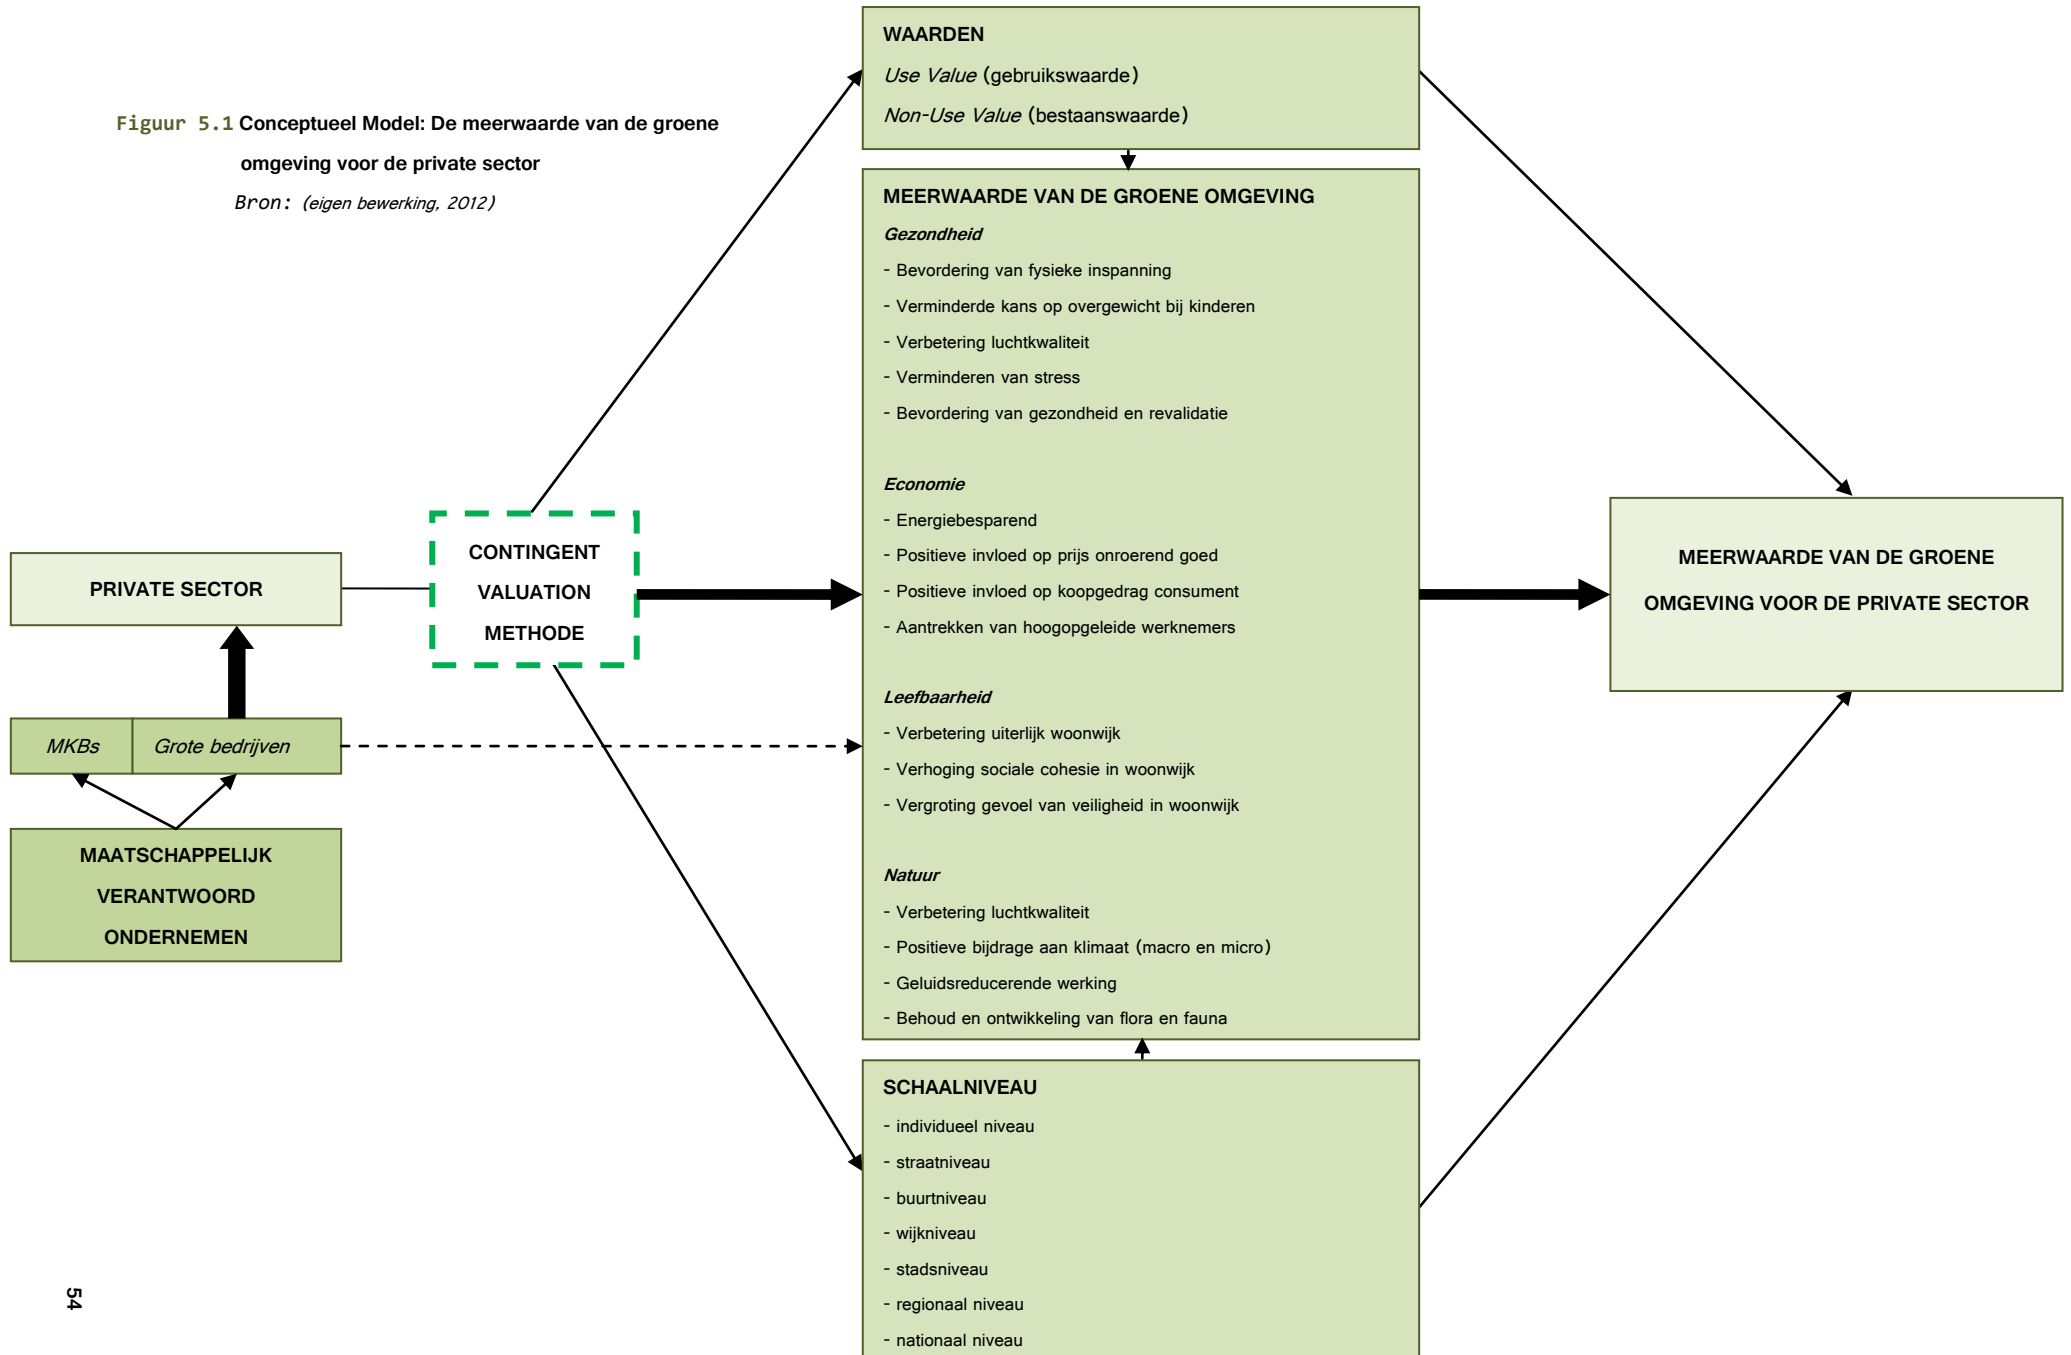 Figuur 5.1 Conceptueel Model: De meerwaarde van de groene
omgeving voor de private sector
Bron: (eigen bewerking, 2012)
PRIVATE SECTOR
MKBs
Grote bedrijven
MAATSCHAPPELIJK
VERANTWOORD
ONDERNEMEN
CONTINGENT
VALUATION
METHODE
WAARDEN
Use Value (gebruikswaarde)
Non-Use Value (bestaanswaarde)
MEERWAARDE VAN DE GROENE OMGEVING
Gezondheid
- Bevordering van fysieke inspanning
- Verminderde kans op overgewicht bij kinderen
- Verbetering luchtkwaliteit
- Verminderen van stress
- Bevordering van gezondheid en revalidatie
Economie
- Energiebesparend
- Positieve invloed op prijs onroerend goed
- Positieve invloed op koopgedrag consument
- Aantrekken van hoogopgeleide werknemers
Leefbaarheid
- Verbetering uiterlijk woonwijk
- Verhoging sociale cohesie in woonwijk
- Vergroting gevoel van veiligheid in woonwijk
Natuur
- Verbetering luchtkwaliteit
- Positieve bijdrage aan klimaat (macro en micro)
- Geluidsreducerende werking
- Behoud en ontwikkeling van flora en fauna
SCHAALNIVEAU
- individueel niveau
- straatniveau
- buurtniveau
- wijkniveau
- stadsniveau
- regionaal niveau
- nationaal niveau
MEERWAARDE VAN DE GROENE
OMGEVING VOOR DE PRIVATE SECTOR
54